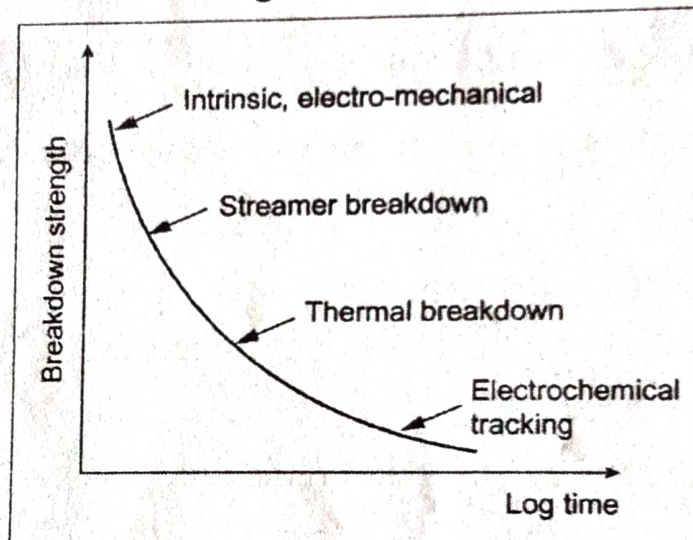 Intrinsic, electro-mechanical
Streamer breakdown
Thermal breakdown
Electrochemical
tracking
Breakdown strength
Log time